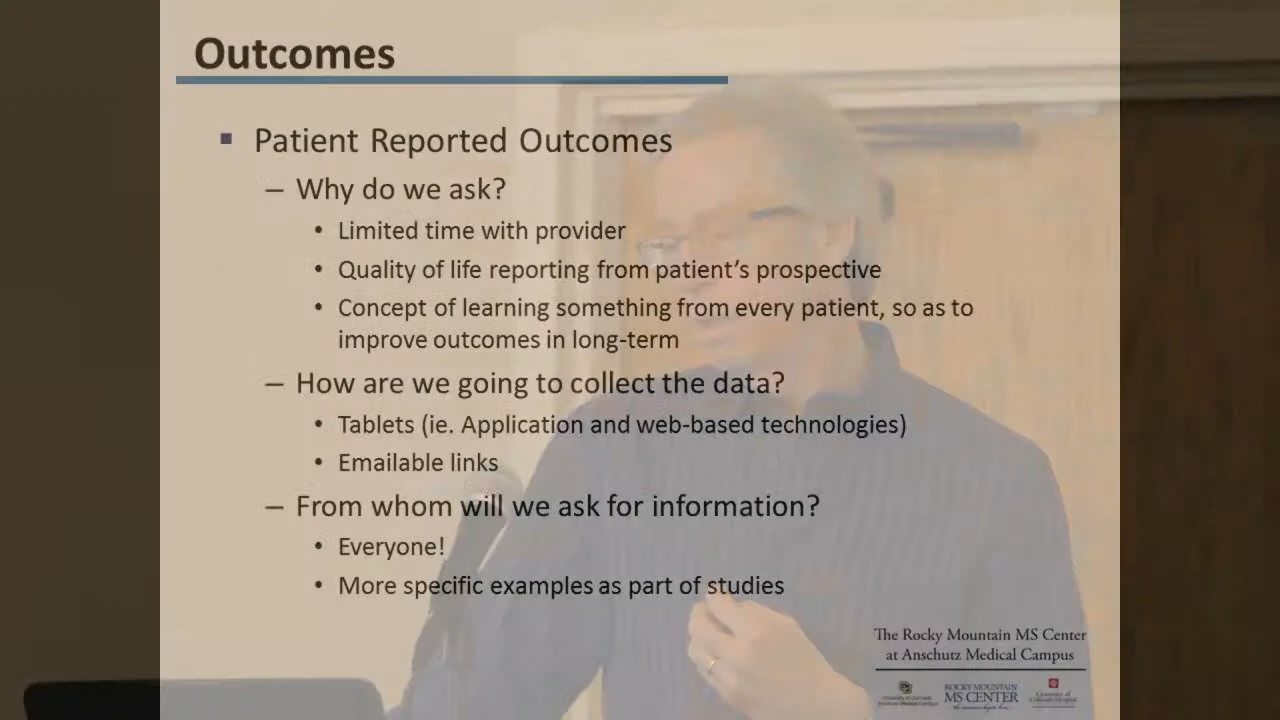 Outcomes
Patient Reported Outcomes
– Why do we ask?
• Limited time with provider
• Quality of life reporting from patient’s prospective
• Concept of learning something from every patient, so as to
improve outcomes in long-term
– How are we going to collect the data?
• Tablets (ie. Application and web-based technologies)
• Emailable links
– From whom will we ask for information?
• Everyone!
• More specific examples as part of studies
The Rocky Mountain MS Center
at Anschutz Medical Campus
ROCKY MOUNTAIN
MS CENTER